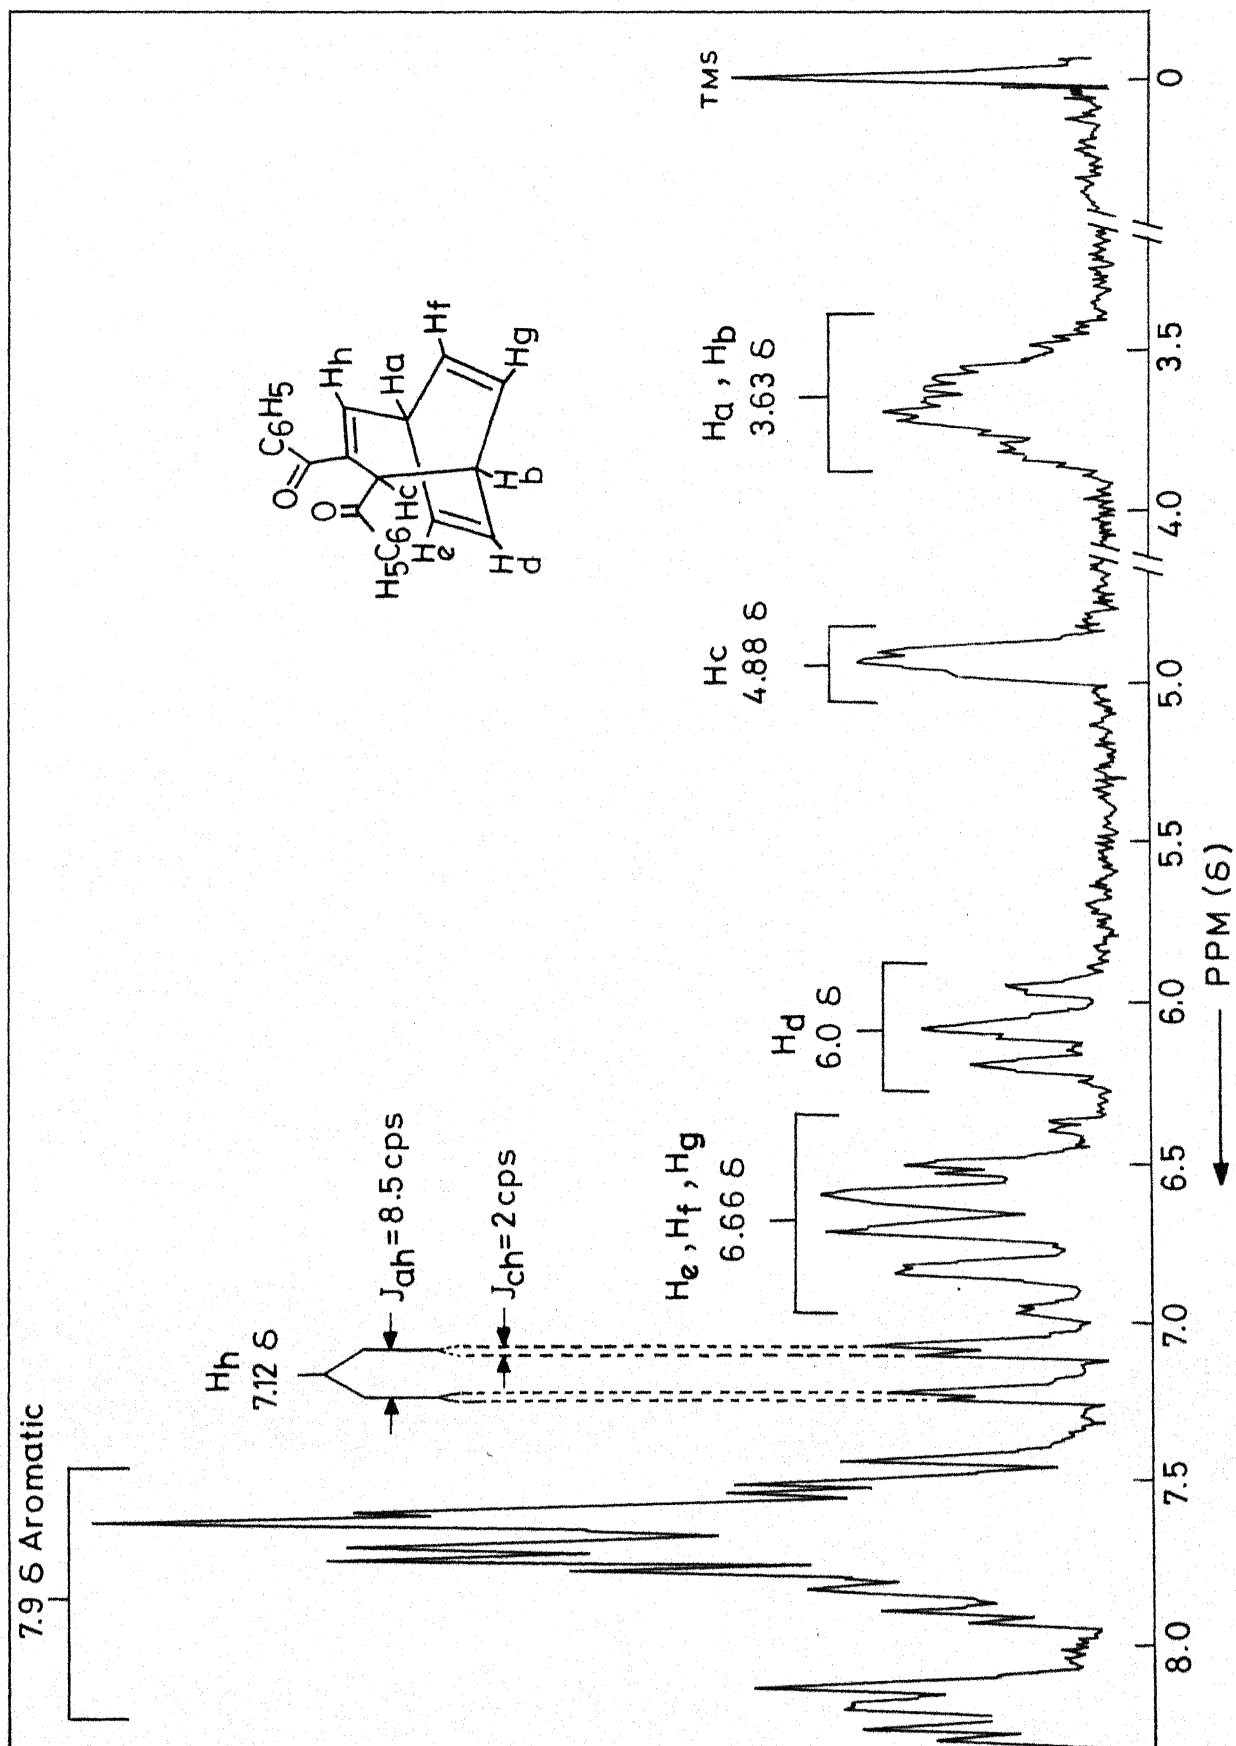 7.9 δ Aromatic
Hh
7.12 δ
Jah=8.5 cps
Jch=2cps
He, Hf, Hg
6.66 δ
Hd
6.0 δ
Hc
4.88 δ
Ha, Hb
3.63 δ
TMS
O
C6H5
Hh
O
Ha
Hf
Hc
H5C6
He
Hb
Hg
Hd
8.0
7.5
7.0
6.5
6.0
5.5
5.0
4.0
3.5
0
PPM (δ)